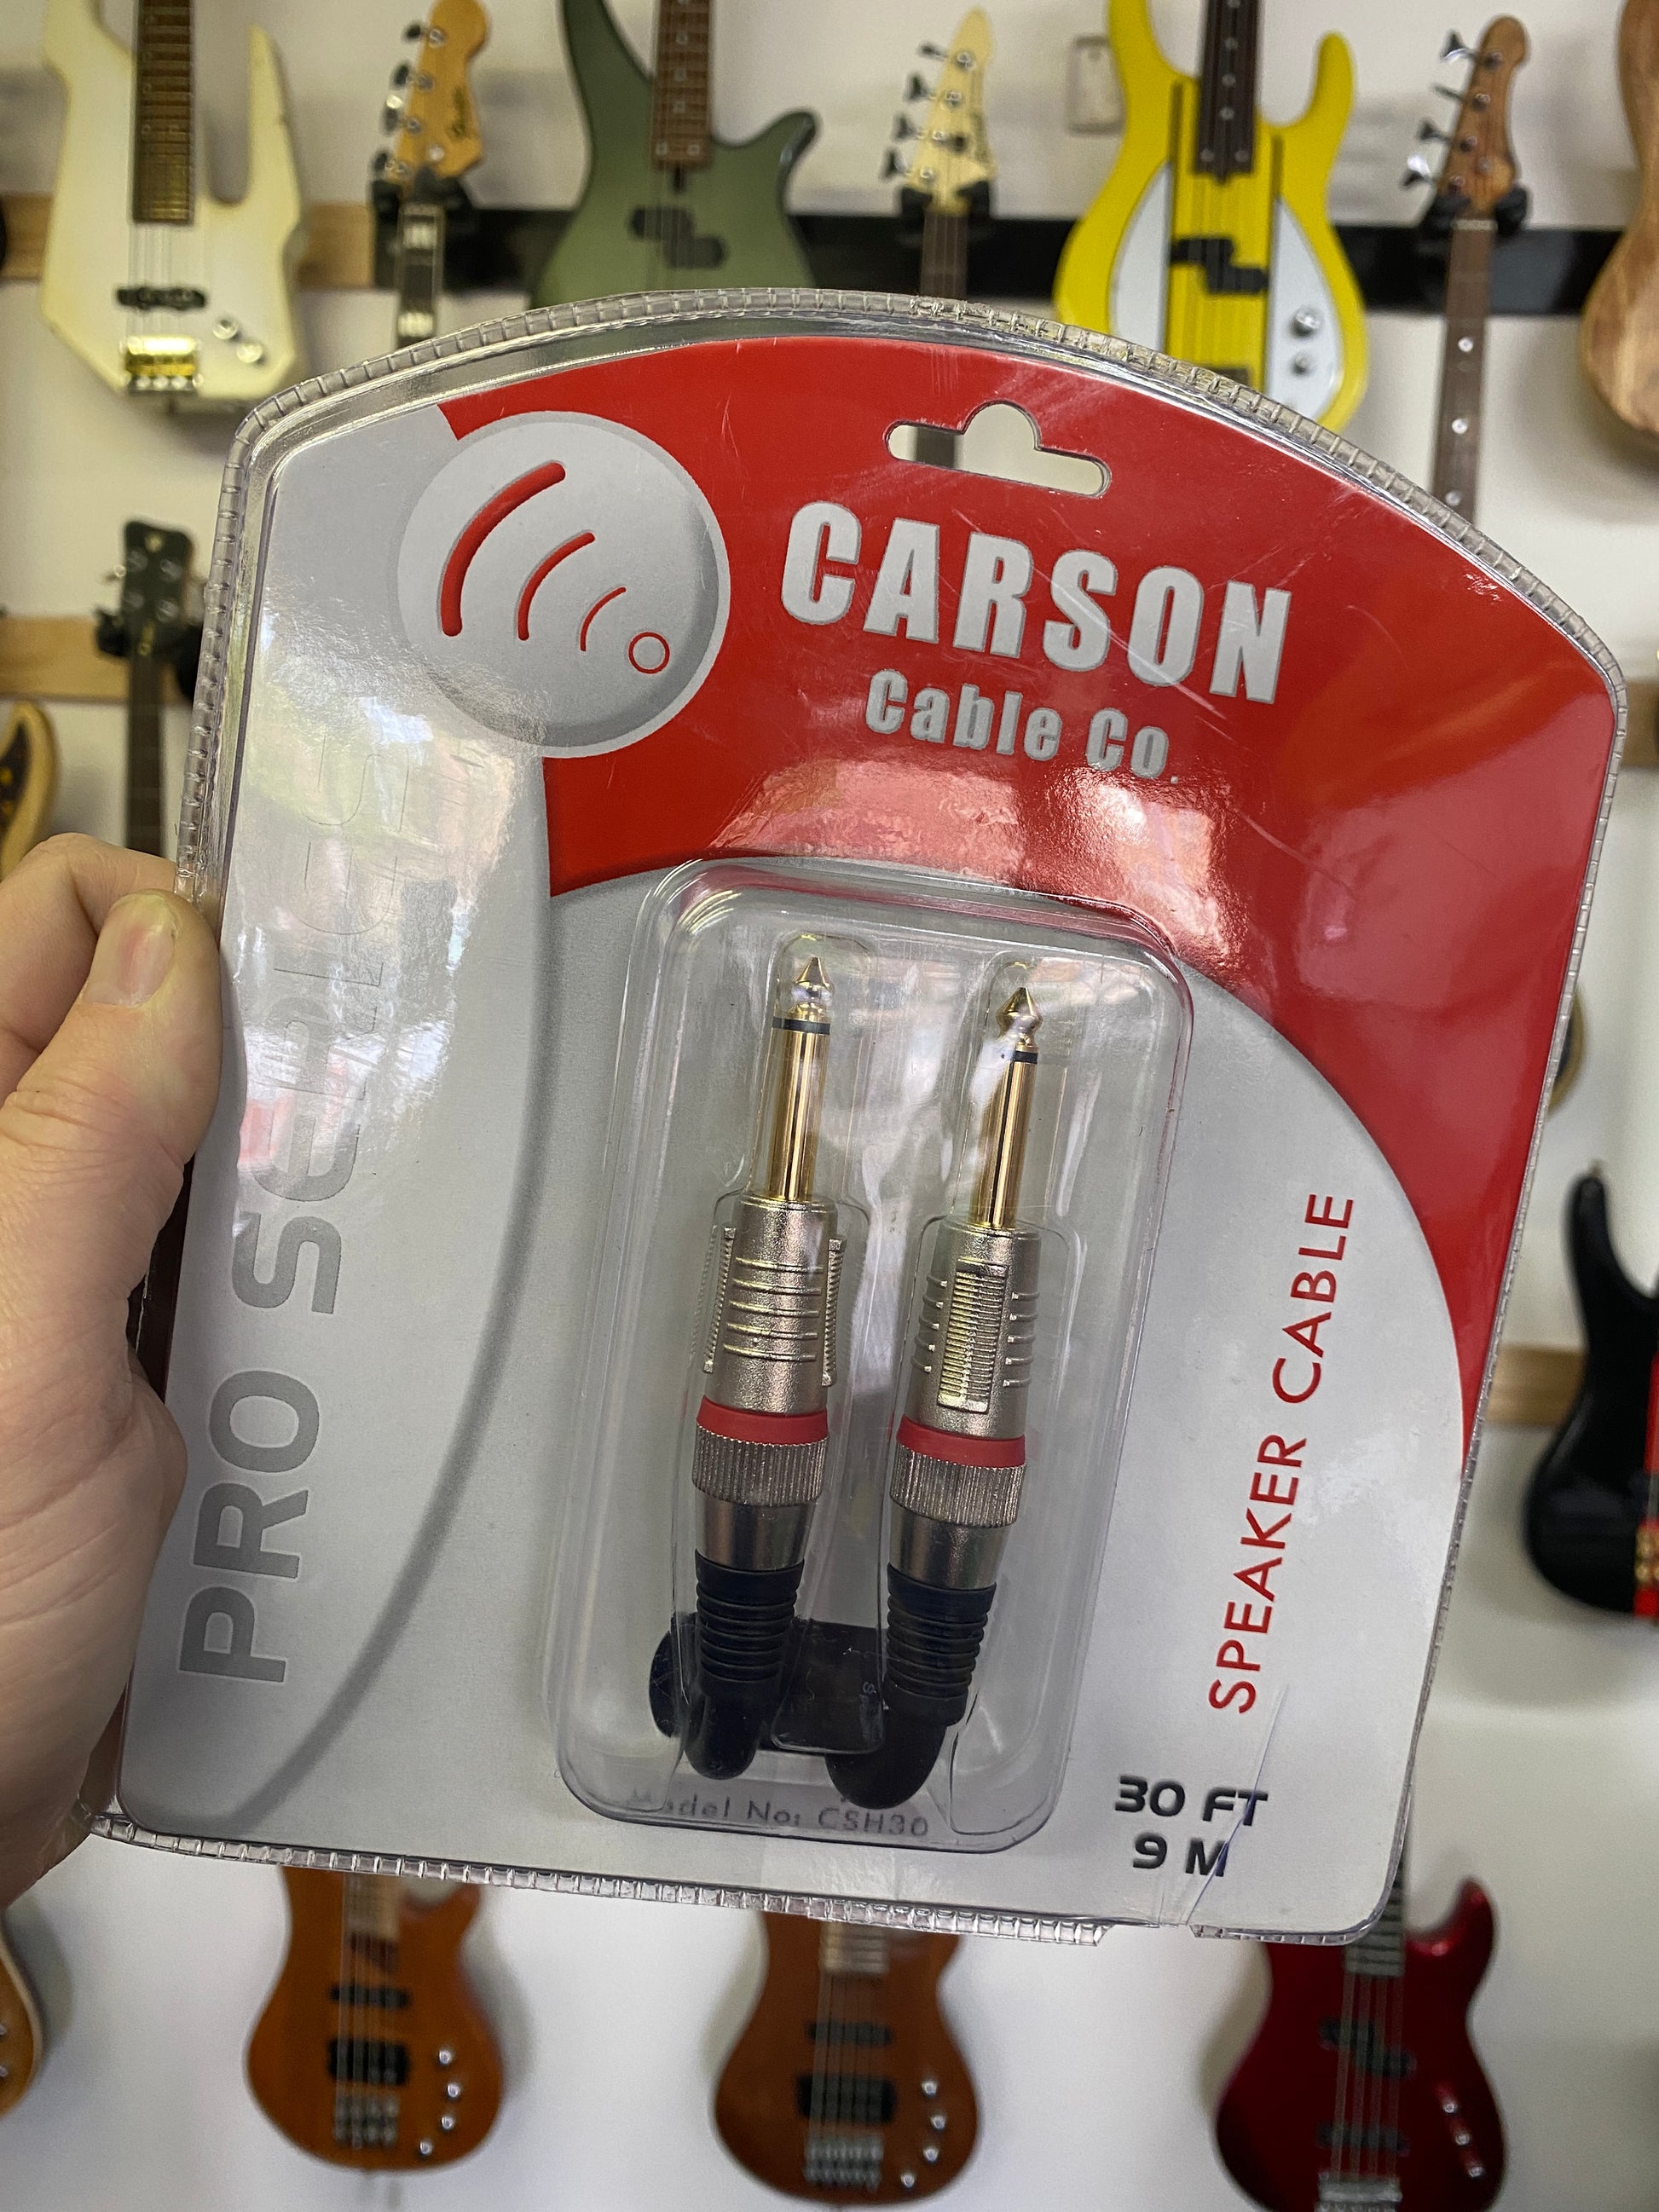 CARSON
Cable Co.
PRO SERIES
SPEAKER CABLE
Model No: CSH30
30 FT
9 M